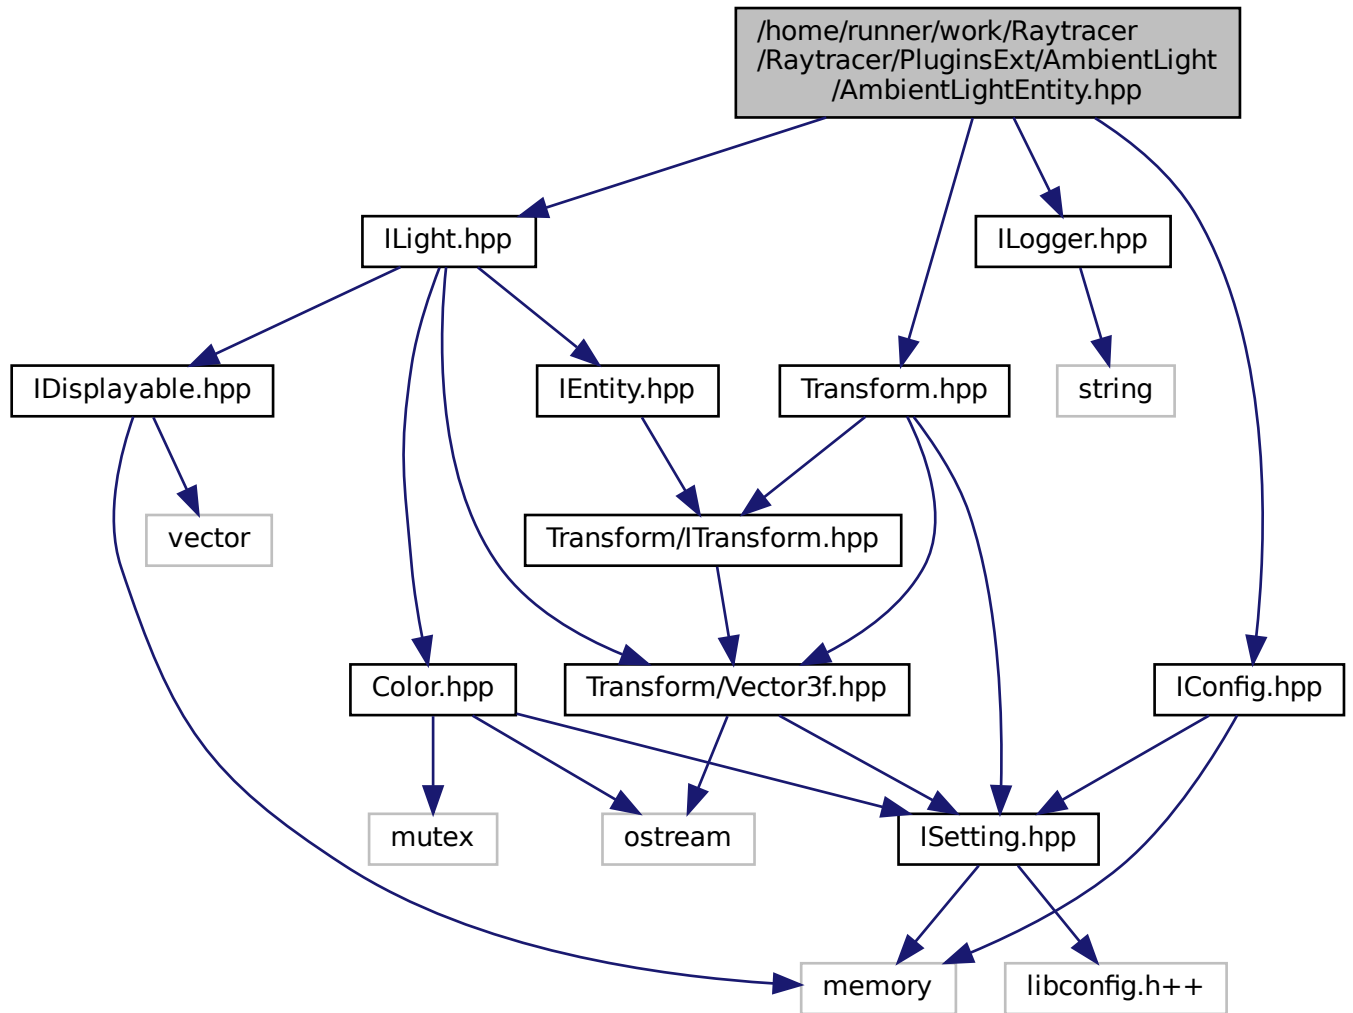 /home/runner/work/Raytracer
/Raytracer/PluginsExt/AmbientLight
/AmbientLightEntity.hpp
ILight.hpp
ILogger.hpp
IDisplayable.hpp
IEntity.hpp
Transform.hpp
string
vector
Transform/ITransform.hpp
Color.hpp
Transform/Vector3f.hpp
IConfig.hpp
mutex
ostream
ISetting.hpp
memory
libconfig.h++